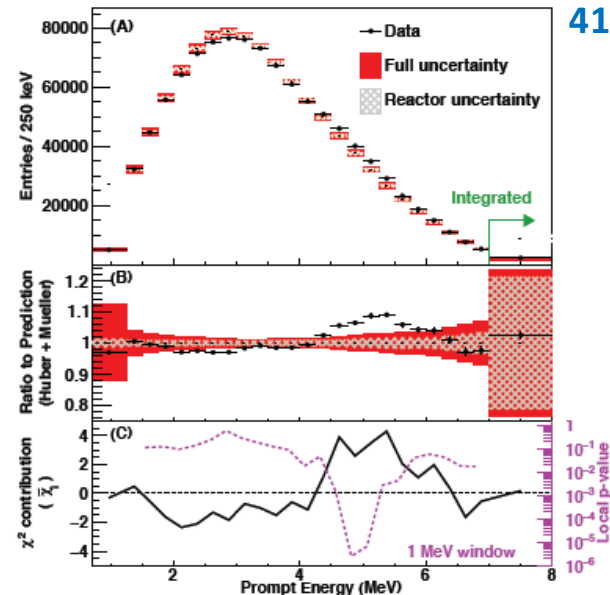 41
(A)
Data
Full uncertainty
Reactor uncertainty
Integrated
Entries / 250 keV
80000
60000
40000
20000
(B)
Ratio to Prediction
(Huber + Mueller)
1.2
1.1
1
0.9
0.8
(C)
χ² contribution
( χ̃ᵢ )
4
2
0
−2
−4
1 MeV window
Local p-value
1
10⁻¹
10⁻²
10⁻³
10⁻⁴
10⁻⁵
10⁻⁶
2 4 6 8
Prompt Energy (MeV)